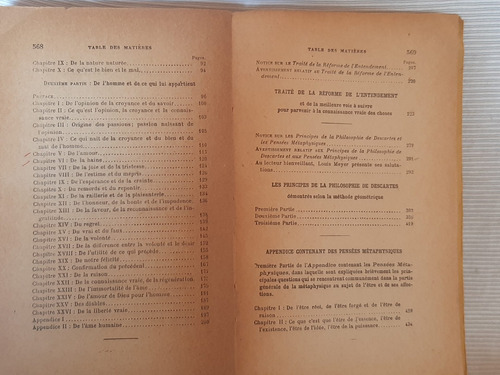 568 TABLE DES MATIÈRES
Pages.
Chapitre IX : De la nature naturée
Chapitre X : Ce qu'est le bien et le mal
DEUXIÈME PARTIE : De l'homme et de ce qui lui appartient
PRÉFACE
Chapitre I : De l'opinion de la croyance et du savoir
Chapitre II : Ce qu'est l'opinion, la croyance et la connaissance
vraie
Chapitre III : Origine des passions; passion naissant de
l'opinion
Chapitre IV : Ce qui naît de la croyance et du bien et du
mal de l'homme
Chapitre V : De l'amour
Chapitre VI : De la haine
Chapitre VII : De la joie et de la tristesse
Chapitre VIII : De l'estime et du mépris
Chapitre IX : De l'espérance et de la crainte
Chapitre X : Du remords et du repentir
Chapitre XI : De la raillerie et de la plaisanterie
Chapitre XII : De l'honneur, de la honte et de l'impudence
Chapitre XIII : De la faveur, de la reconnaissance et de l'in-
gratitude
Chapitre XIV : Du regret
Chapitre XV : Du vrai et du faux
Chapitre XVI : De la volonté
Chapitre XVII : De la différence entre la volonté et le désir
Chapitre XVIII : De l'utilité de ce qui précède
Chapitre XIX : De notre félicité
Chapitre XX : Confirmation du précédent
Chapitre XXI : De la raison
Chapitre XXII : De la connaissance vraie, de la régénération
Chapitre XXIII : De l'immortalité de l'âme
Chapitre XXIV : De l'amour de Dieu pour l'homme
Chapitre XXV : Des diables
Chapitre XXVI : De la liberté vraie
Appendice I
Appendice II : De l'âme humaine
TABLE DES MATIÈRES 569
Pages.
NOTICE SUR LE Traité de la Réforme de l'Entendement
AVERTISSEMENT RELATIF AU Traité de la Réforme de l'Enten-
dement
TRAITÉ DE LA RÉFORME DE L'ENTENDEMENT
et de la meilleure voie à suivre
pour parvenir à la connaissance vraie des choses
NOTICE SUR LES Principes de la Philosophie de Descartes et
les Pensées Métaphysiques
AVERTISSEMENT RELATIF AUX Principes de la Philosophie de
Descartes et aux Pensées Métaphysiques
Au lecteur bienveillant, Louis Meyer présente ses saluta-
tions
LES PRINCIPES DE LA PHILOSOPHIE DE DESCARTES
démontrés selon la méthode géométrique
Première Partie
Deuxième Partie
Troisième Partie
APPENDICE CONTENANT DES PENSÉES MÉTAPHYSIQUES
Première Partie de l'Appendice contenant les Pensées Méta-
physiques, dans laquelle sont expliquées brièvement les prin-
cipales questions qui se rencontrent communément dans la partie
générale de la métaphysique au sujet de l'être et de ses affec-
tions.
Chapitre I : De l'être réel, de l'être forgé et de l'être de
raison
Chapitre II : Ce que c'est que l'être de l'essence, l'être de
l'existence, l'être de l'idée, l'être de la puissance